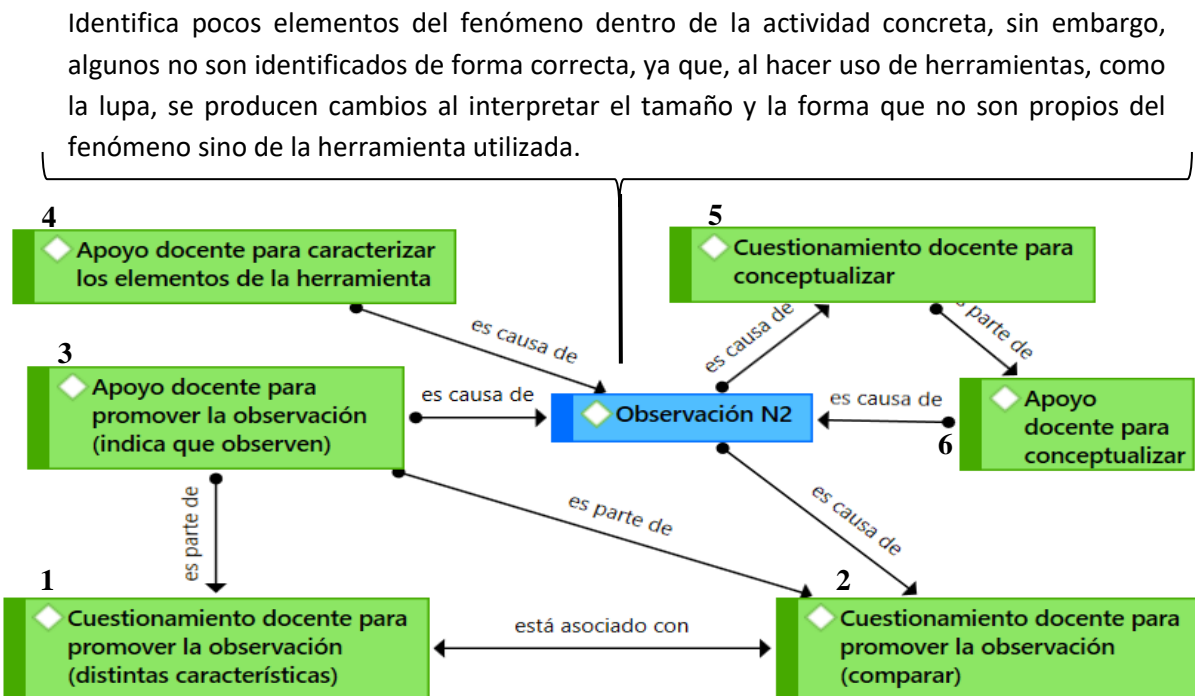 Identifica pocos elementos del fenómeno dentro de la actividad concreta, sin embargo,
algunos no son identificados de forma correcta, ya que, al hacer uso de herramientas, como
la lupa, se producen cambios al interpretar el tamaño y la forma que no son propios del
fenómeno sino de la herramienta utilizada.
4
Apoyo docente para caracterizar
los elementos de la herramienta
5
Cuestionamiento docente para
conceptualizar
es causa de
es causa de
es parte de
3
Apoyo docente para
promover la observación
(indica que observen)
es causa de
Observación N2
es causa de
6
Apoyo
docente para
conceptualizar
es parte de
es parte de
es causa de
1
Cuestionamiento docente para
promover la observación
(distintas características)
está asociado con
2
Cuestionamiento docente para
promover la observación
(comparar)